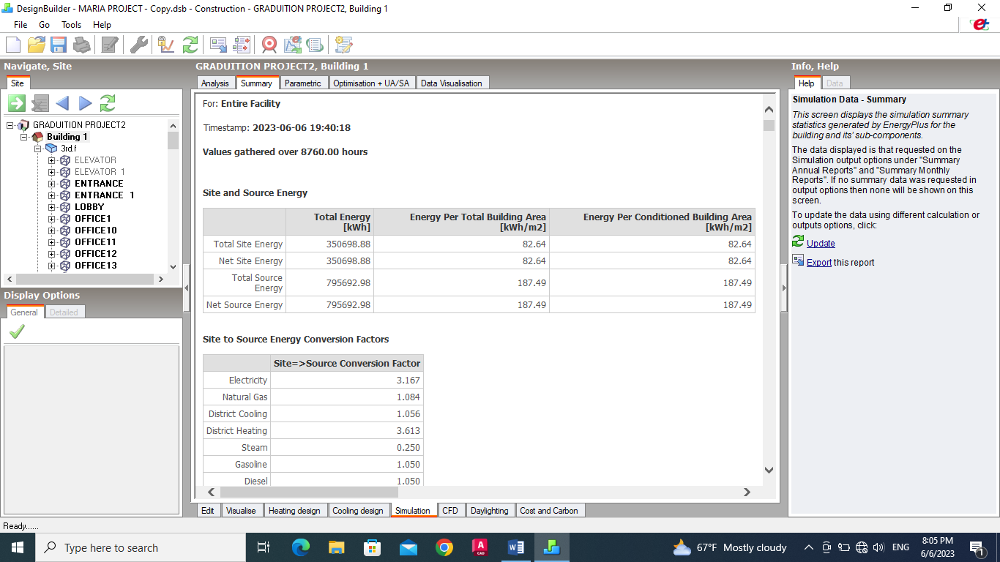 DesignBuilder - MARIA PROJECT - Copy.dsb - Construction - GRADUITION PROJECT2, Building 1
File Go Tools Help
Navigate, Site
Site
GRADUITION PROJECT2
Building 1
3rd.f
ELEVATOR
ELEVATOR 1
ENTRANCE
ENTRANCE 1
LOBBY
OFFICE1
OFFICE10
OFFICE11
OFFICE12
OFFICE13
Display Options
General Detailed
GRADUITION PROJECT2, Building 1
Analysis Summary Parametric Optimisation + UA/SA Data Visualisation
For: Entire Facility
Timestamp: 2023-06-06 19:40:18
Values gathered over 8760.00 hours
Site and Source Energy
Total Energy [kWh] Energy Per Total Building Area [kWh/m2] Energy Per Conditioned Building Area [kWh/m2]
Total Site Energy 350698.88 82.64 82.64
Net Site Energy 350698.88 82.64 82.64
Total Source Energy 795692.98 187.49 187.49
Net Source Energy 795692.98 187.49 187.49
Site to Source Energy Conversion Factors
Site=>Source Conversion Factor
Electricity 3.167
Natural Gas 1.084
District Cooling 1.056
District Heating 3.613
Steam 0.250
Gasoline 1.050
Diesel 1.050
Edit Visualise Heating design Cooling design Simulation CFD Daylighting Cost and Carbon
Info, Help
Help Data
Simulation Data - Summary
This screen displays the simulation summary
statistics generated by EnergyPlus for the
building and its' sub-components.
The data displayed is that requested on the
Simulation output options under "Summary
Annual Reports" and "Summary Monthly
Reports". If no summary data was requested in
output options then none will be shown on this
screen.
To update the data using different calculation or
outputs options, click:
Update
Export this report
Ready......
Type here to search
A
CAD
W
67°F Mostly cloudy
ENG
8:05 PM
6/6/2023
1